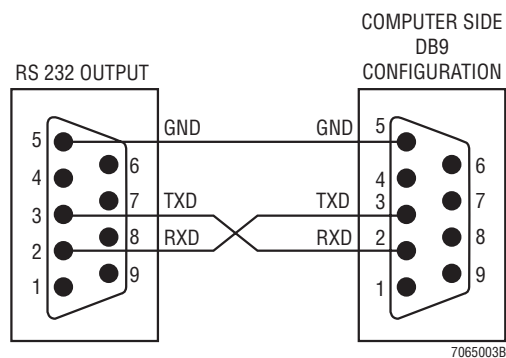 COMPUTER SIDE
DB9
CONFIGURATION
RS 232 OUTPUT
GND
GND
TXD
TXD
RXD
RXD
5
4
3
2
1
6
7
8
9
5
4
3
2
1
6
7
8
9
7065003B